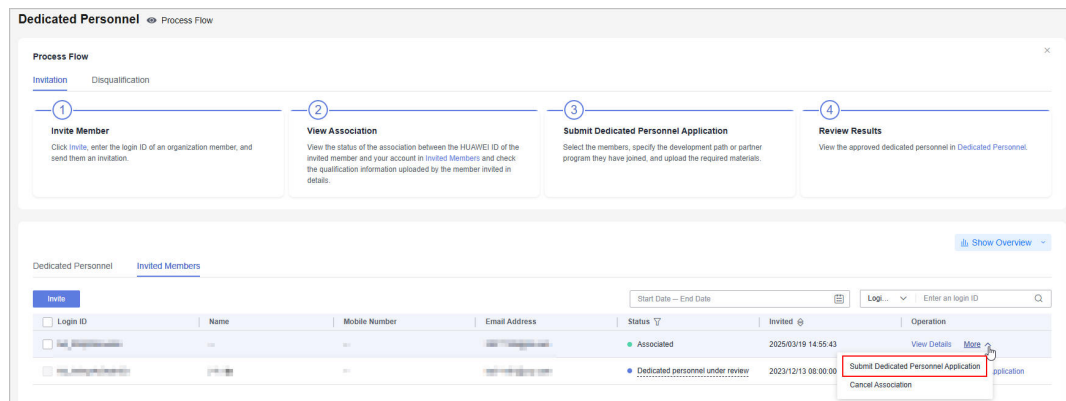 Dedicated Personnel Process Flow
Process Flow
Invitation Disqualification
1 2 3 4
Invite Member
Click Invite, enter the login ID of an organization member, and
send them an invitation.
View Association
View the status of the association between the HUAWEI ID of the
invited member and your account in Invited Members and check
the qualification information uploaded by the member invited in
details.
Submit Dedicated Personnel Application
Select the members, specify the development path or partner
program they have joined, and upload the required materials.
Review Results
View the approved dedicated personnel in Dedicated Personnel.
Show Overview
Dedicated Personnel Invited Members
Invite Start Date – End Date Logi... Enter an login ID
Login ID Name Mobile Number Email Address Status Invited Operation
Associated 2025/03/19 14:55:43 View Details More
Dedicated personnel under review 2023/12/13 08:00:00
Submit Dedicated Personnel Application
Cancel Association